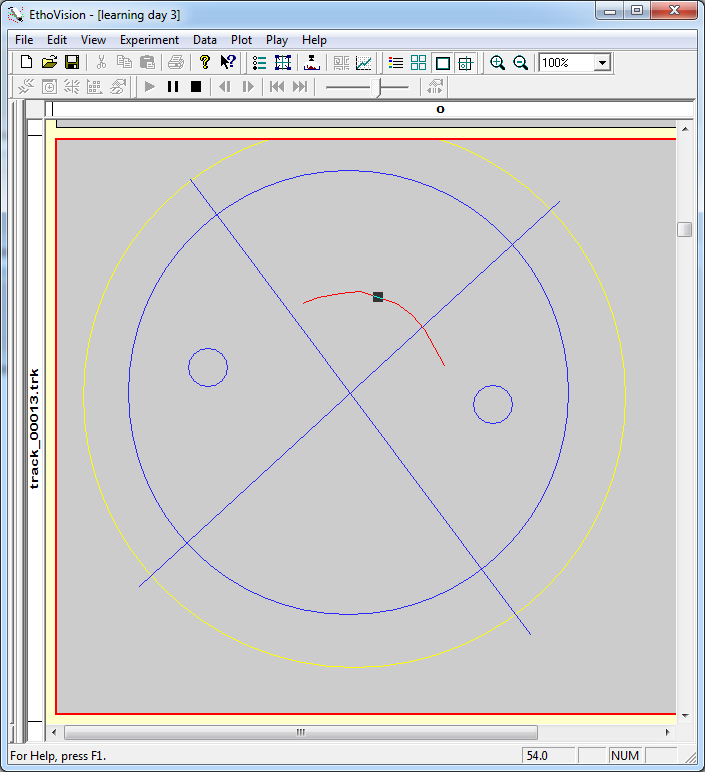 EthoVision - [learning day 3]
File Edit View Experiment Data Plot Play Help
100%
O
track_00013.trk
For Help, press F1.
54.0
NUM